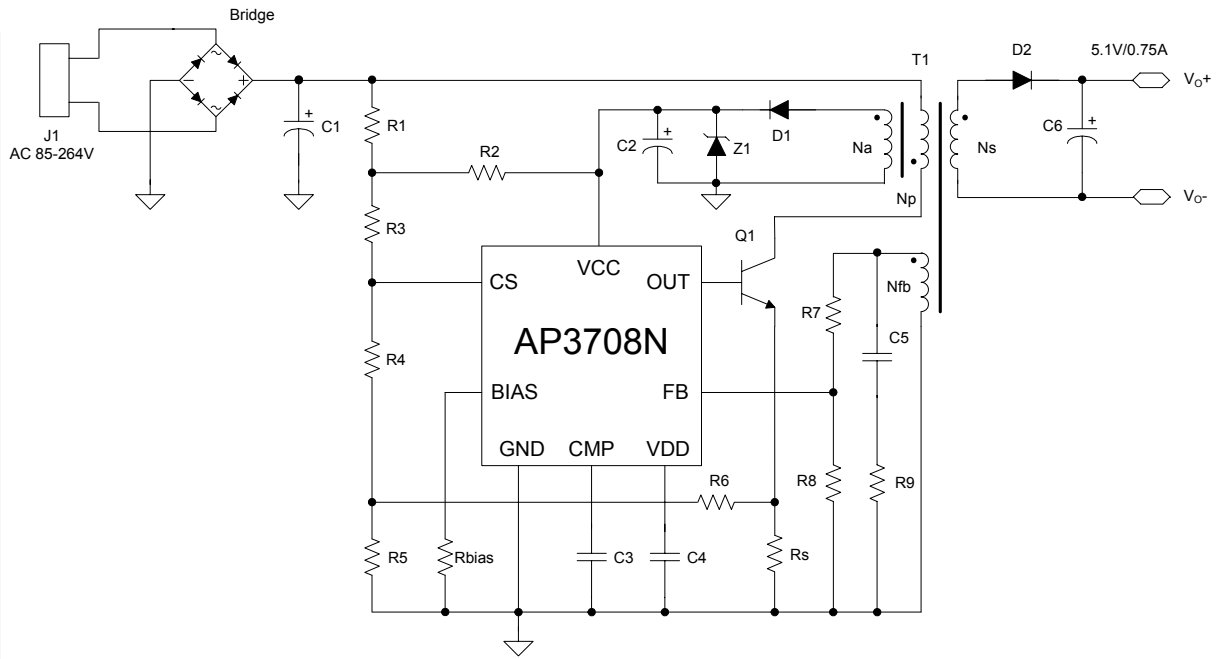 Bridge
J1
AC 85-264V
C1
R1
R2
R3
R4
R5
C2
Z1
D1
Na
T1
Np
Ns
D2
5.1V/0.75A
C6
VO+
VO-
Q1
VCC
CS
OUT
AP3708N
BIAS
FB
GND
CMP
VDD
R7
Nfb
C5
R6
R8
R9
Rbias
C3
C4
Rs